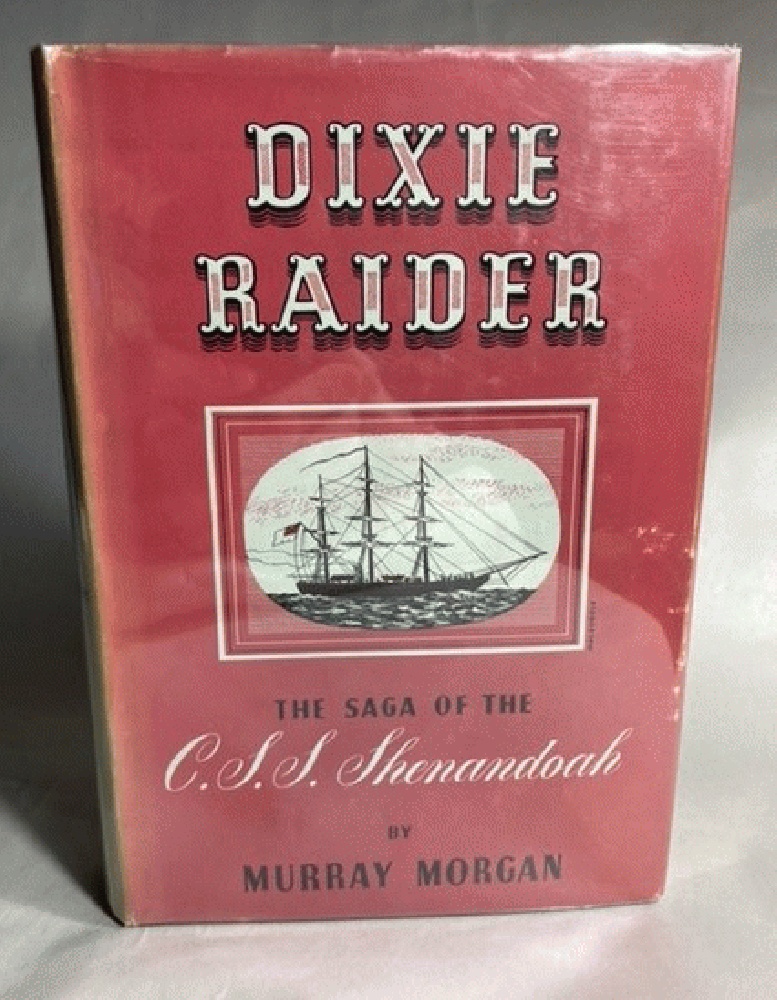 DIXIE
RAIDER
THE SAGA OF THE
C.S.S. Shenandoah
BY
MURRAY MORGAN